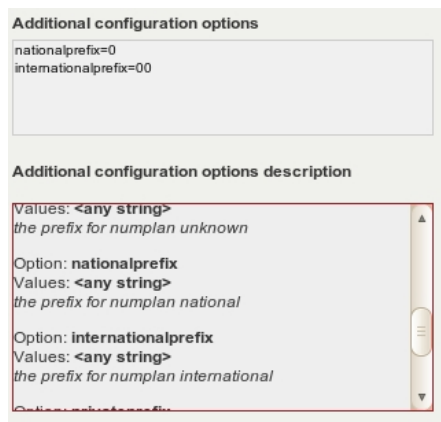 Additional configuration options
nationalprefix=0
internationalprefix=00
Additional configuration options description
Values: <any string>
the prefix for numplan unknown
Option: nationalprefix
Values: <any string>
the prefix for numplan national
Option: internationalprefix
Values: <any string>
the prefix for numplan international
Option: privateprefix